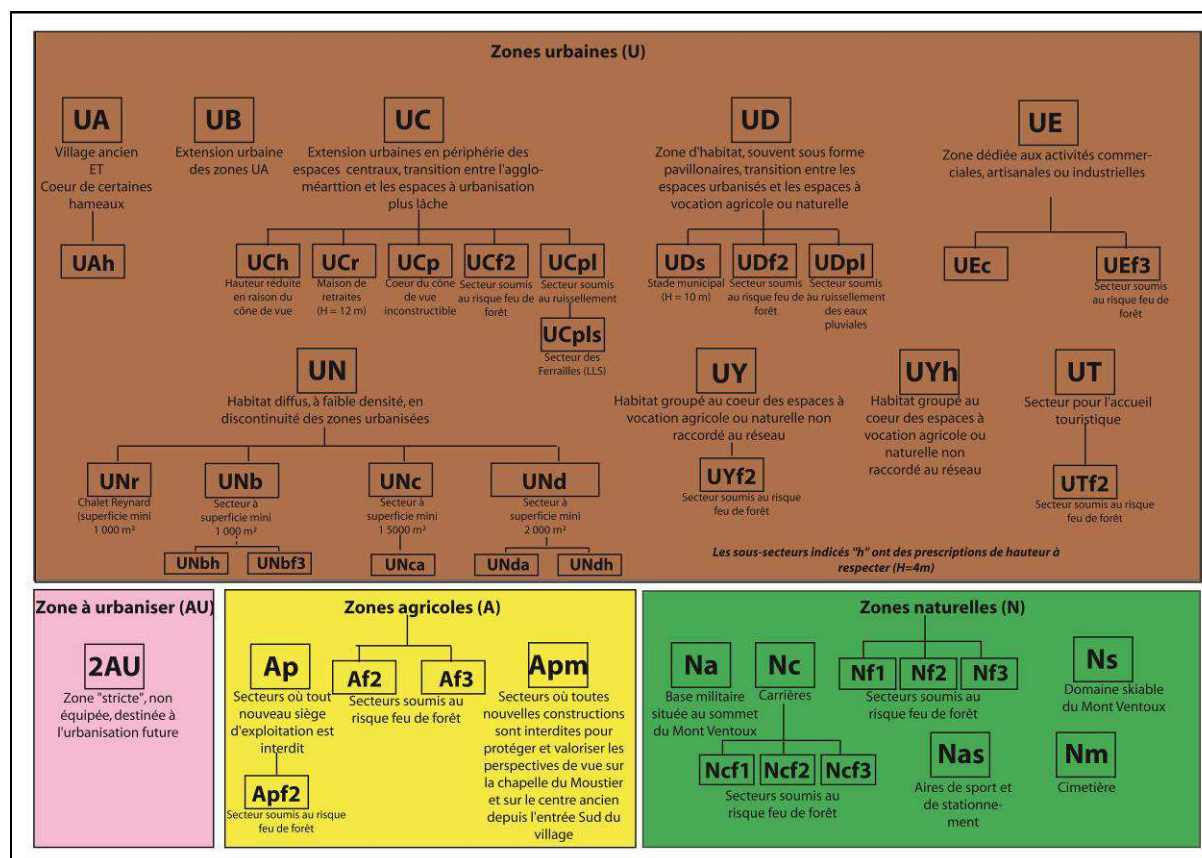 Zones urbaines (U)
UA
Village ancien
ET
Coeur de certaines
hameaux
UAh
UB
Extension urbaine
des zones UA
UC
Extension urbaines en périphérie des
espaces centraux, transition entre l'agglo-
méarttion et les espaces à urbanisation
plus lâche
UCh
Hauteur réduite
en raison du
cône de vue
UCr
Maison de
retraites
(H = 12 m)
UCp
Coeur du cône
de vue
inconstructible
UCf2
Secteur soumis
au risque feu de
forêt
UCpl
Secteur soumis
au ruissellement
UCpls
Secteur des
Ferrailles (LLS)
UD
Zone d'habitat, souvent sous forme
pavillonaires, transition entre les
espaces urbanisés et les espaces à
vocation agricole ou naturelle
UDs
Stade municipal
(H = 10 m)
UDf2
Secteur soumis
au risque feu de
forêt
UDpl
Secteur soumis
àu ruissellement
des eaux
pluviales
UE
Zone dédiée aux activités commer-
ciales, artisanales ou industrielles
UEc
UEf3
Secteur soumis
au risque feu de
forêt
UN
Habitat diffus, à faible densité, en
discontinuité des zones urbanisées
UNr
Chalet Reynard
(superficie mini
1 000 m²
UNb
Secteur à
superficie mini
1 000 m²
UNbh
UNbf3
UNc
Secteur à
superficie mini
1 5000 m²
UNca
UNd
Secteur à
superficie mini
2 000 m²
UNda
UNdh
UY
Habitat groupé au coeur des espaces à
vocation agricole ou naturelle non
raccordé au réseau
UYf2
Secteur soumis au risque
feu de forêt
UYh
Habitat groupé au
coeur des espaces à
vocation agricole ou
naturelle non
raccordé au réseau
UT
Secteur pour l'accueil
touristique
UTf2
Secteur soumis au risque
feu de forêt
Les sous-secteurs indicés "h" ont des prescriptions de hauteur à
respecter (H=4m)
Zone à urbaniser (AU)
2AU
Zone "stricte", non
équipée, destinée à
l'urbanisation future
Zones agricoles (A)
Ap
Secteurs où tout
nouveau siège
d'exploitation est
interdit
Apf2
Secteur soumis au risque
feu de forêt
Af2
Af3
Secteurs soumis au
risque feu de forêt
Apm
Secteurs où toutes
nouvelles constructions
sont interdites pour
protéger et valoriser les
perspectives de vue sur
la chapelle du Moustier
et sur le centre ancien
depuis l'entrée Sud du
village
Zones naturelles (N)
Na
Base militaire
située au sommet
du Mont Ventoux
Nc
Carrières
Ncf1
Ncf2
Ncf3
Secteurs soumis au
risque feu de forêt
Nf1
Nf2
Nf3
Secteurs soumis au
risque feu de forêt
Ns
Domaine skiable
du Mont Ventoux
Nas
Aires de sport et
de stationne-
ment
Nm
Cimetière